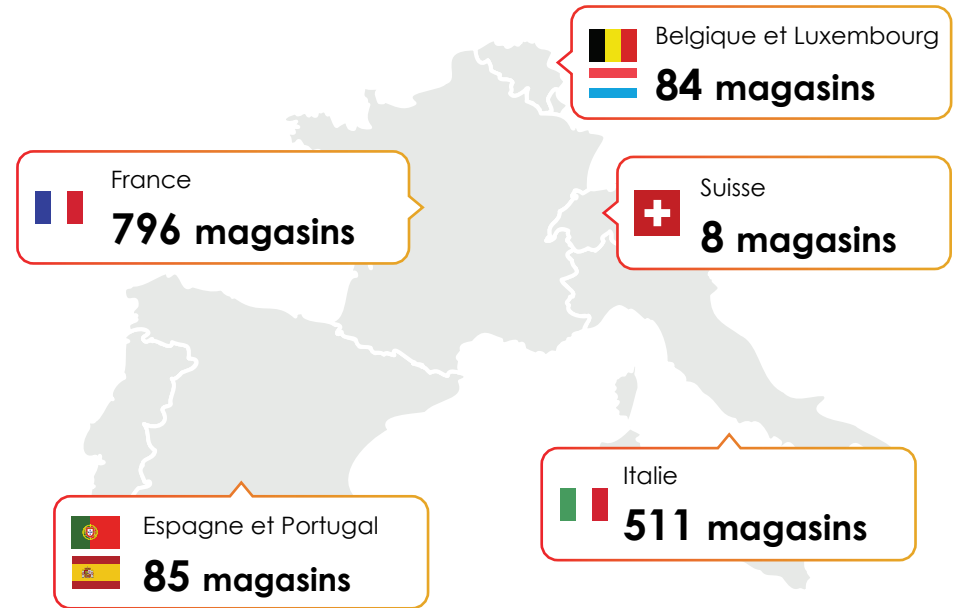 Belgique et Luxembourg
84 magasins
France
796 magasins
Suisse
8 magasins
Italie
511 magasins
Espagne et Portugal
85 magasins